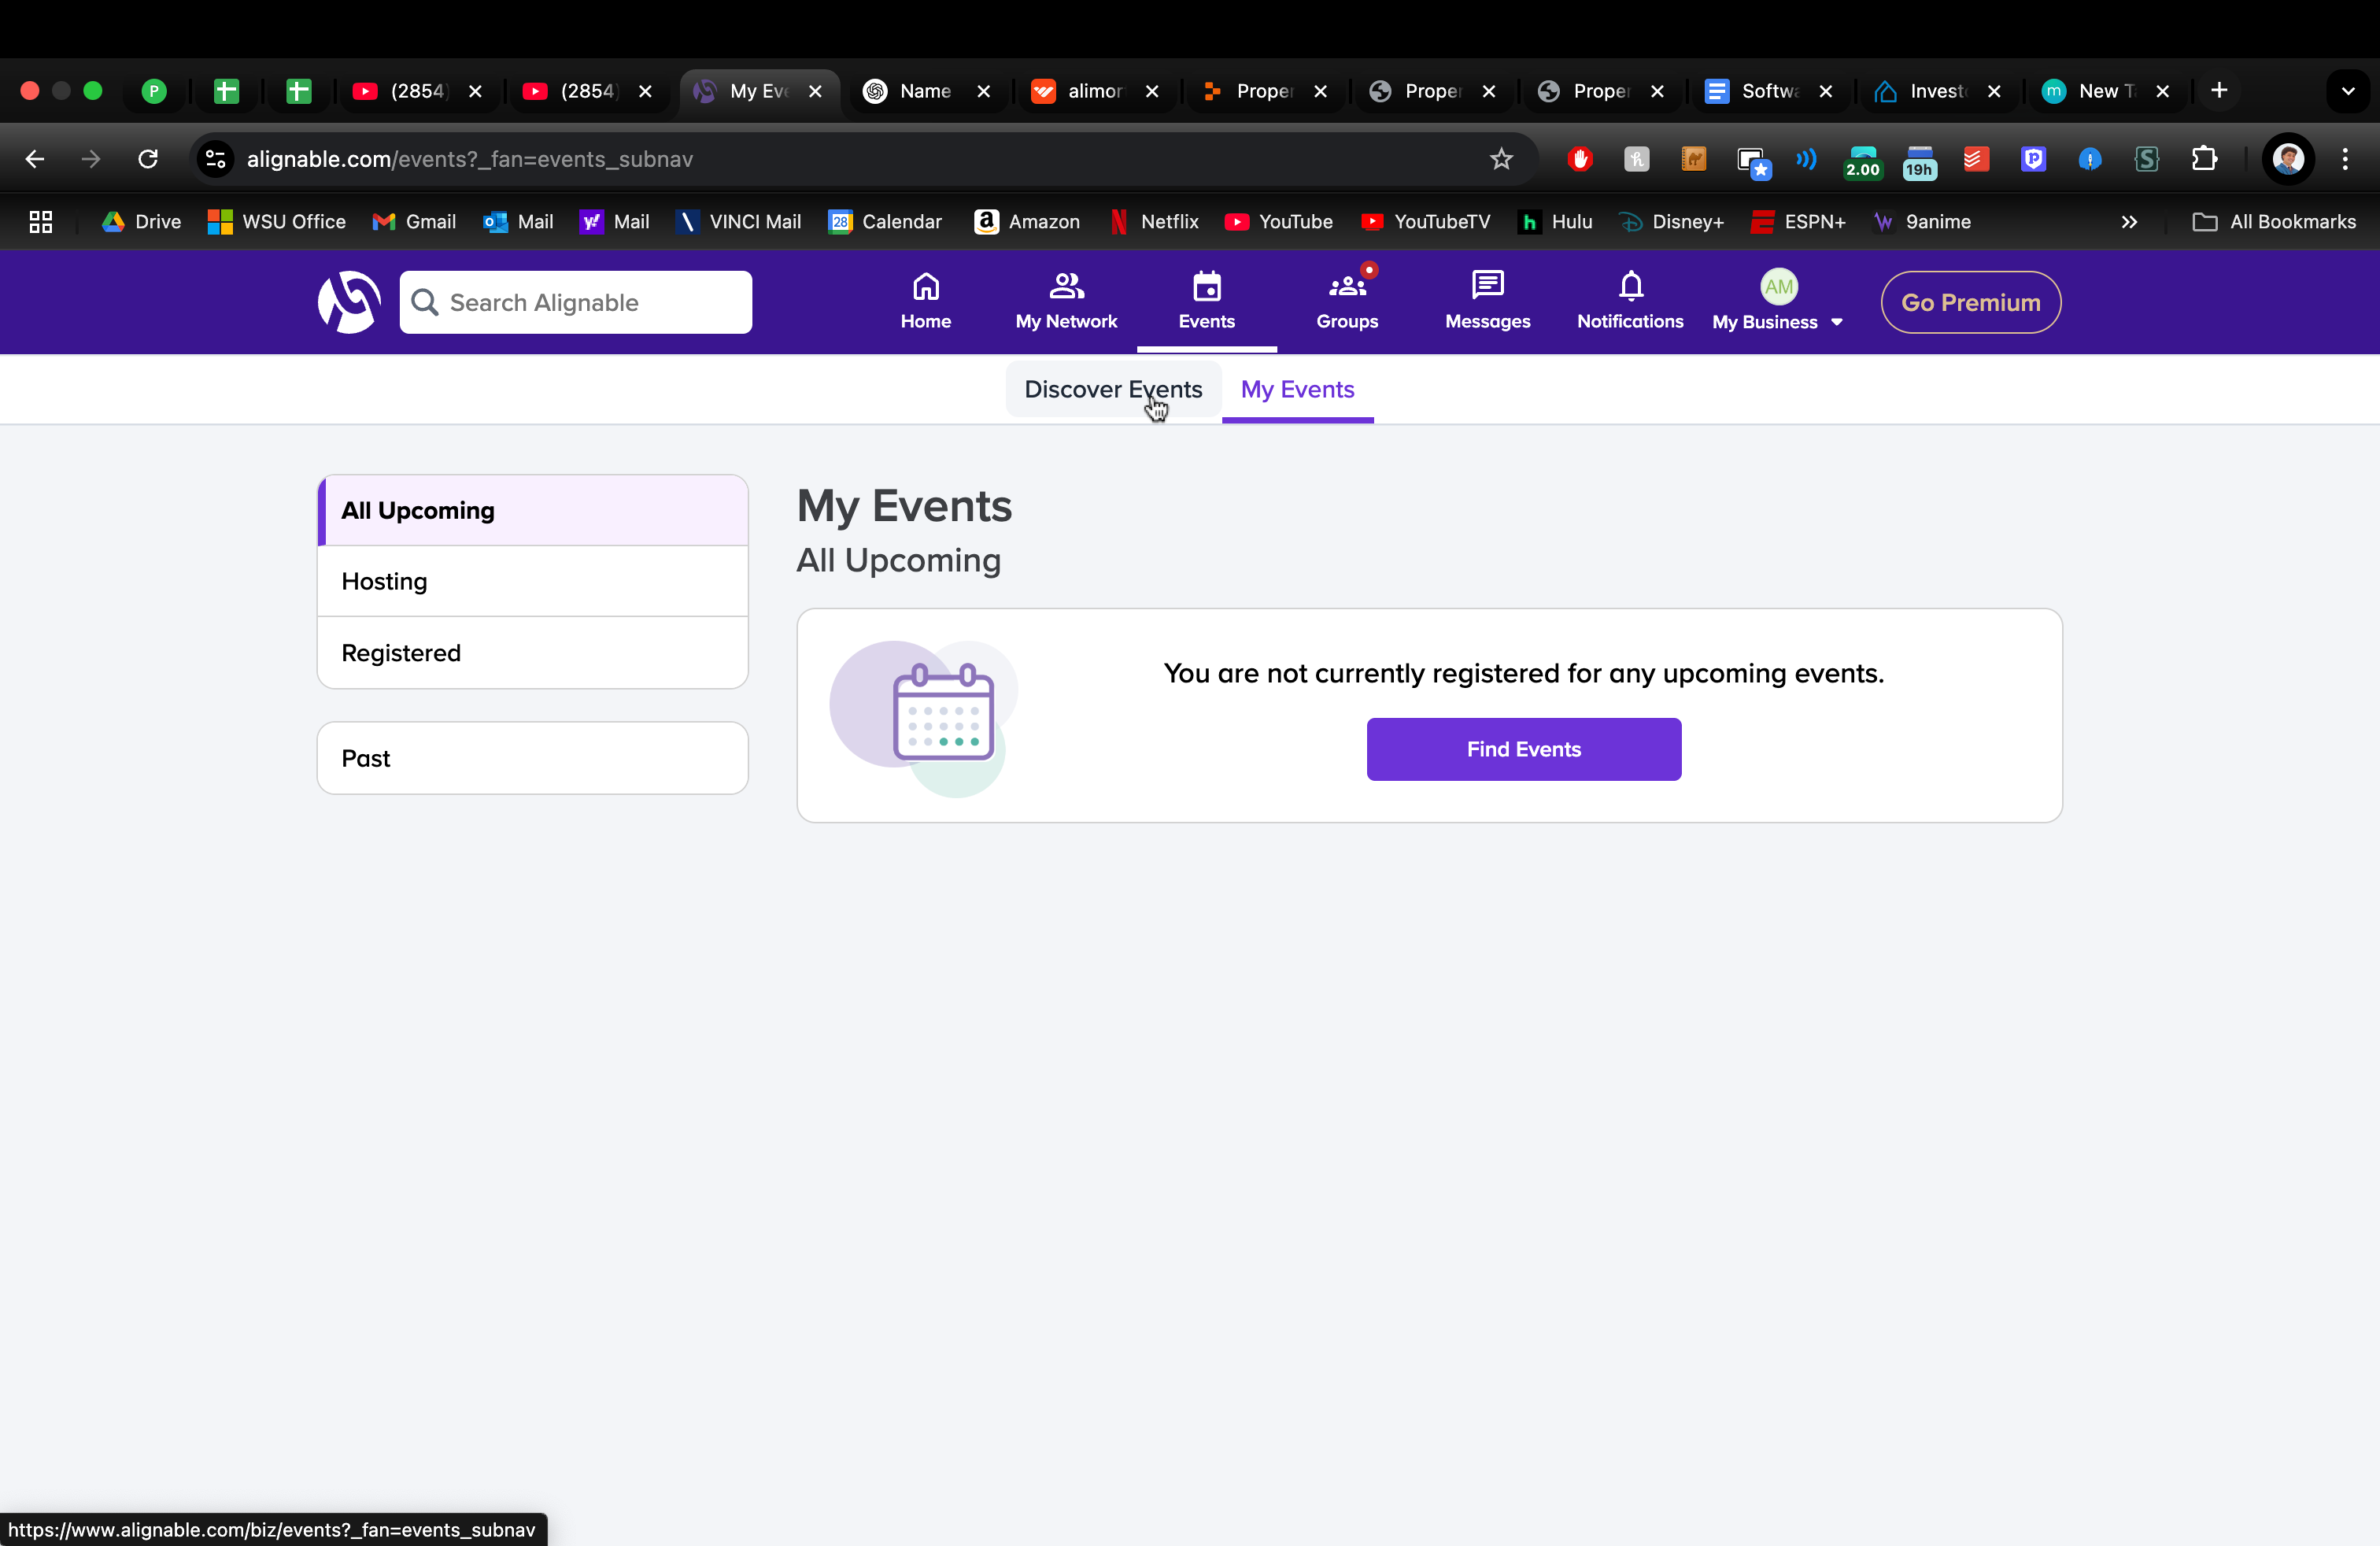 P
(2854)
(2854)
My Eve
Name
alimor
Proper
Proper
Proper
Softwa
Invest
m
New T
alignable.com/events?_fan=events_subnav
2.00
19h
Drive
WSU Office
Gmail
Mail
Mail
VINCI Mail
28
Calendar
Amazon
Netflix
YouTube
YouTubeTV
Hulu
Disney+
ESPN+
9anime
All Bookmarks
Search Alignable
Home
My Network
Events
Groups
Messages
Notifications
AM
My Business
Go Premium
Discover Events
My Events
All Upcoming
Hosting
Registered
Past
My Events
All Upcoming
You are not currently registered for any upcoming events.
Find Events
https://www.alignable.com/biz/events?_fan=events_subnav